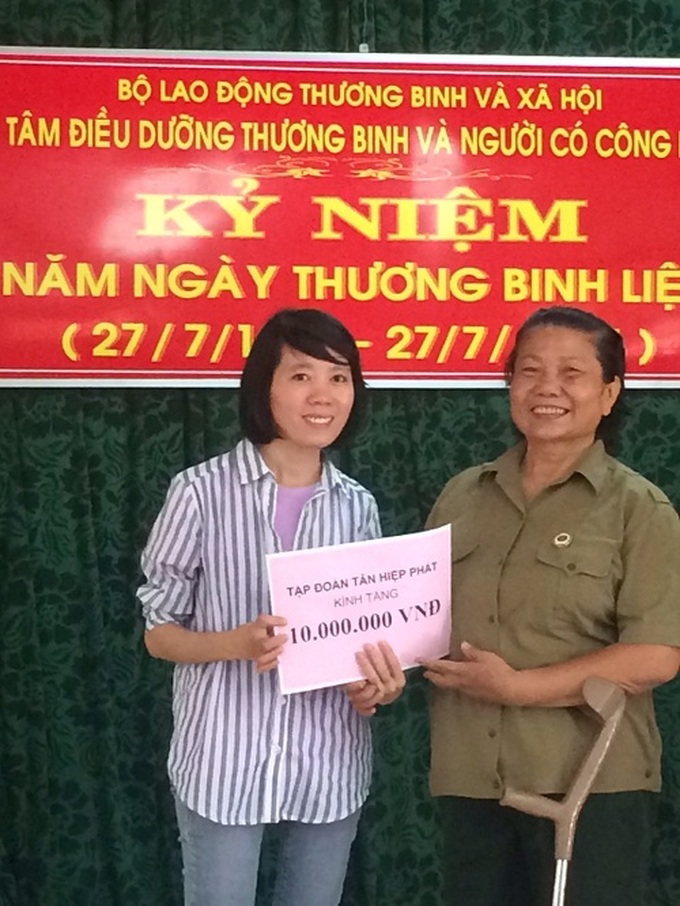 BỘ LAO ĐỘNG THƯƠNG BINH VÀ XÃ HỘI
TÂM ĐIỀU DƯỠNG THƯƠNG BINH VÀ NGƯỜI CÓ CÔNG
KỶ NIỆM
NĂM NGÀY THƯƠNG BINH LIỆ
( 27/7/1 - 27/7/ )
TẬP ĐOAN TÂN HIỆP PHÁT
KÍNH TẶNG
10.000.000 VNĐ